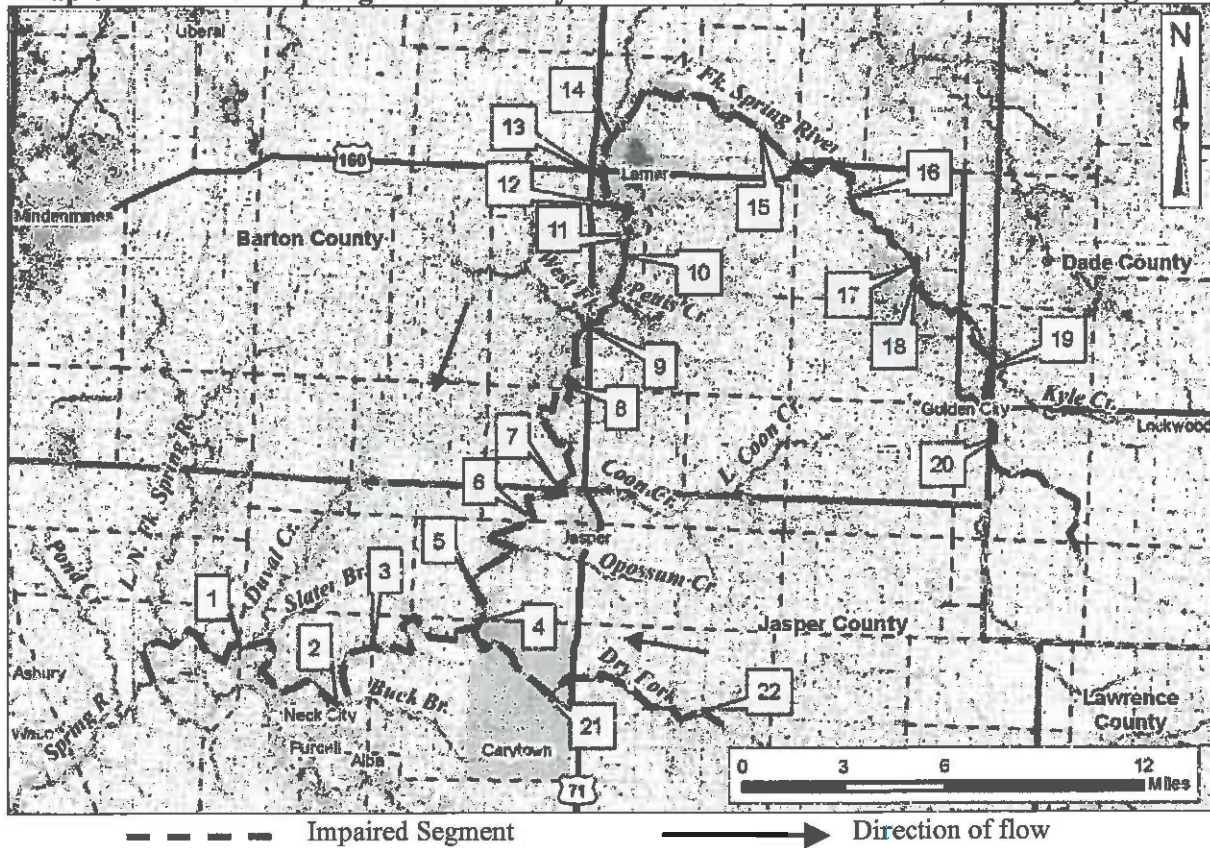 N
Liberal
14
N. Fk. Spring River
13
160
Lamar
12
16
15
Mindenmines
Barton County
11
10
West Fk.
Petty Cr.
Dade County
17
18
9
19
8
Kyle Cr.
Golden City
Lockwood
7
L. Coon Cr.
20
6
Coon Cr.
L. N. Fk. Spring R.
5
Jasper
Opossum Cr.
Pond Cr.
1
Duval Cr.
Slater Br.
3
4
Jasper County
2
Dry Fork
Asbury
Buck Br.
22
Spring R.
Neck City
21
Lawrence
County
Purcell
Alba
Carytown
71
0 3 6 12
Miles
Impaired Segment
Direction of flow